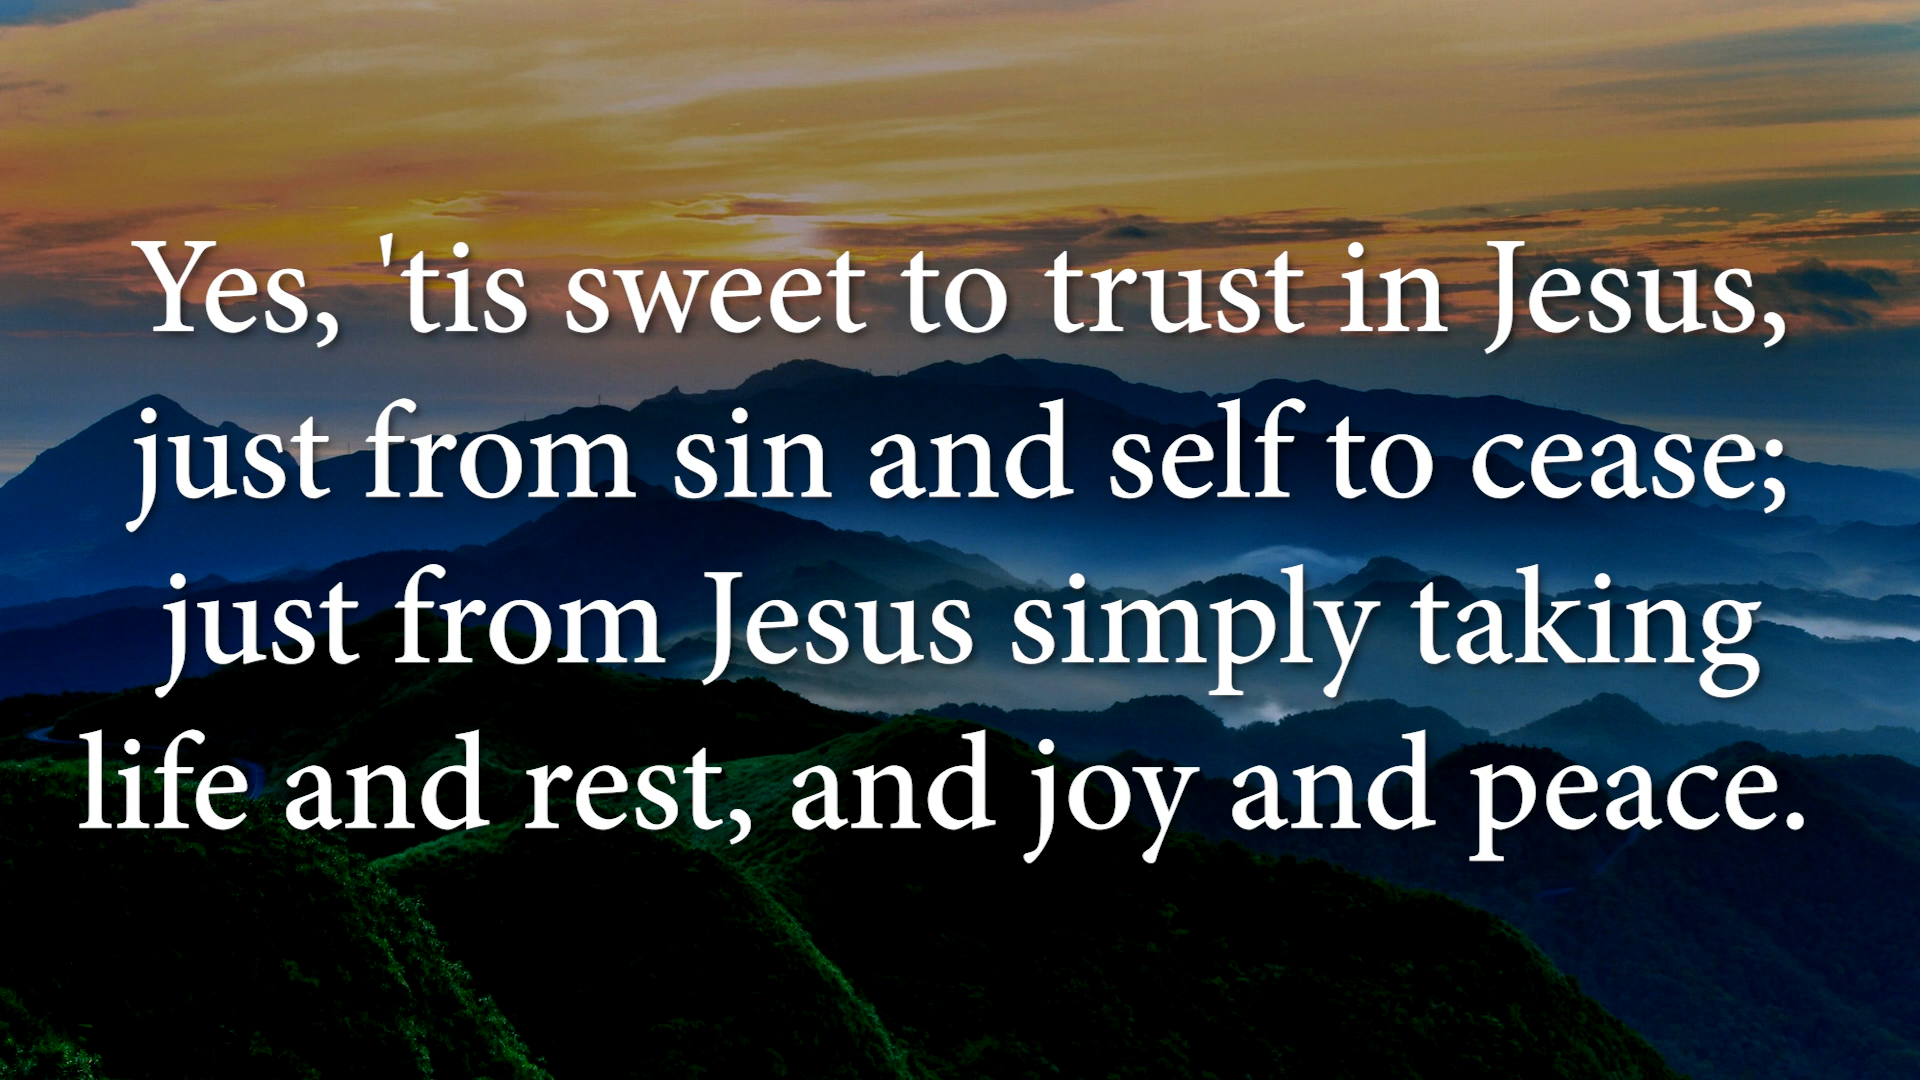 Yes, 'tis sweet to trust in Jesus,
just from sin and self to cease;
just from Jesus simply taking
life and rest, and joy and peace.